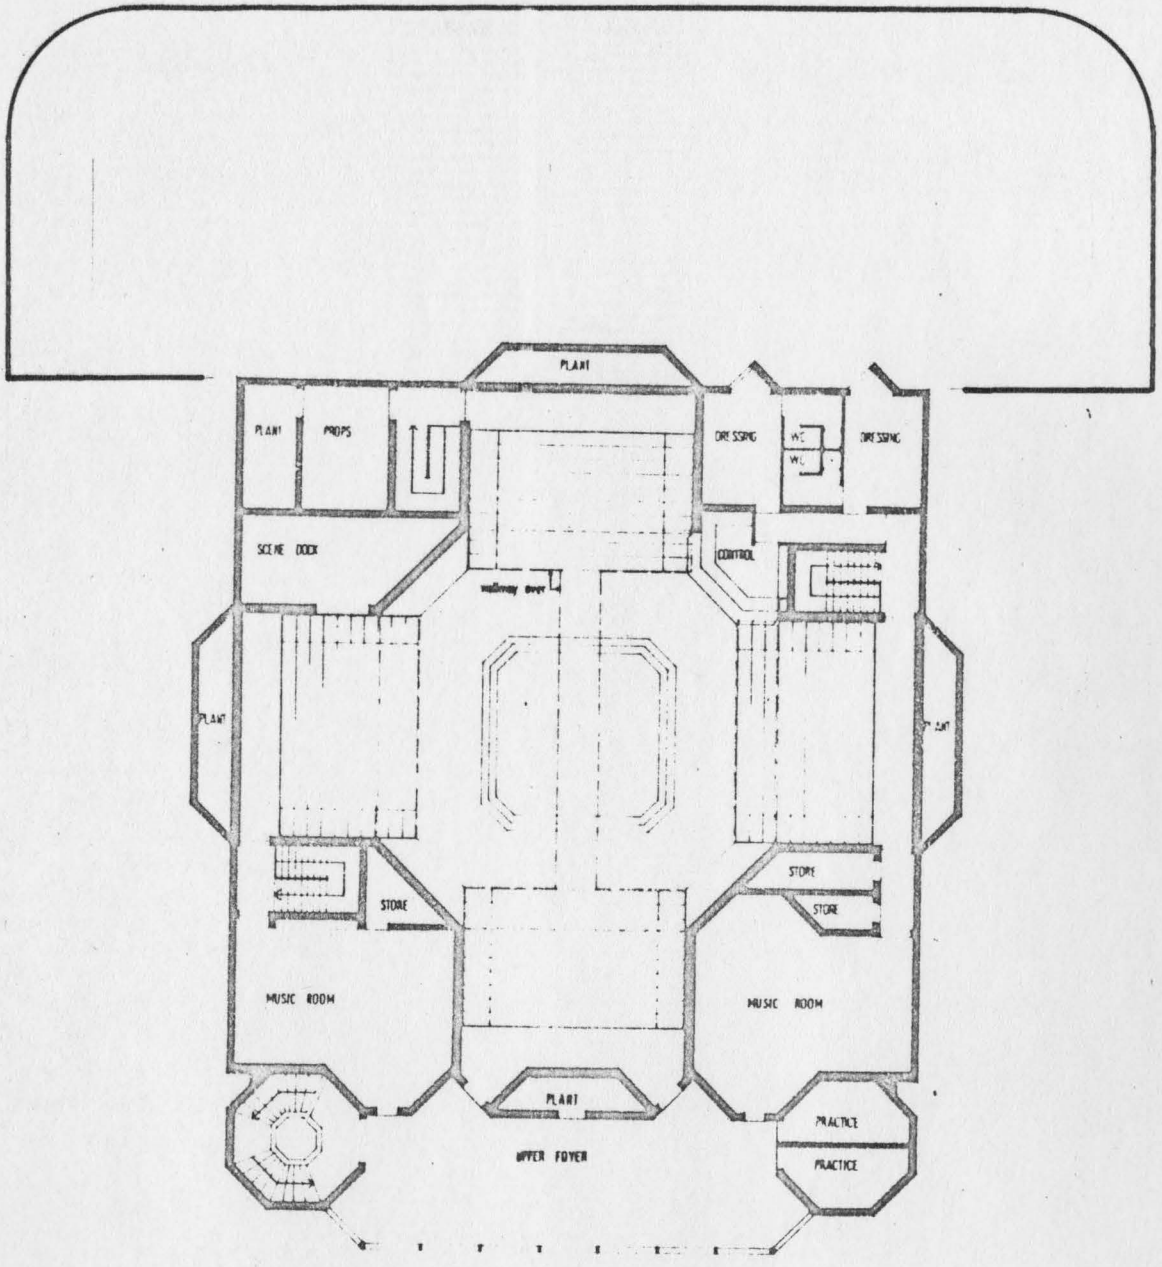 PLANT
PLANT
PROPS
DRESSING
WC
DRESSING
WC
SCENE DOCK
CONTROL
walkway over
PLANT
PLANT
STORE
STORE
STORE
MUSIC ROOM
MUSIC ROOM
PLANT
PRACTICE
UPPER FOYER
PRACTICE